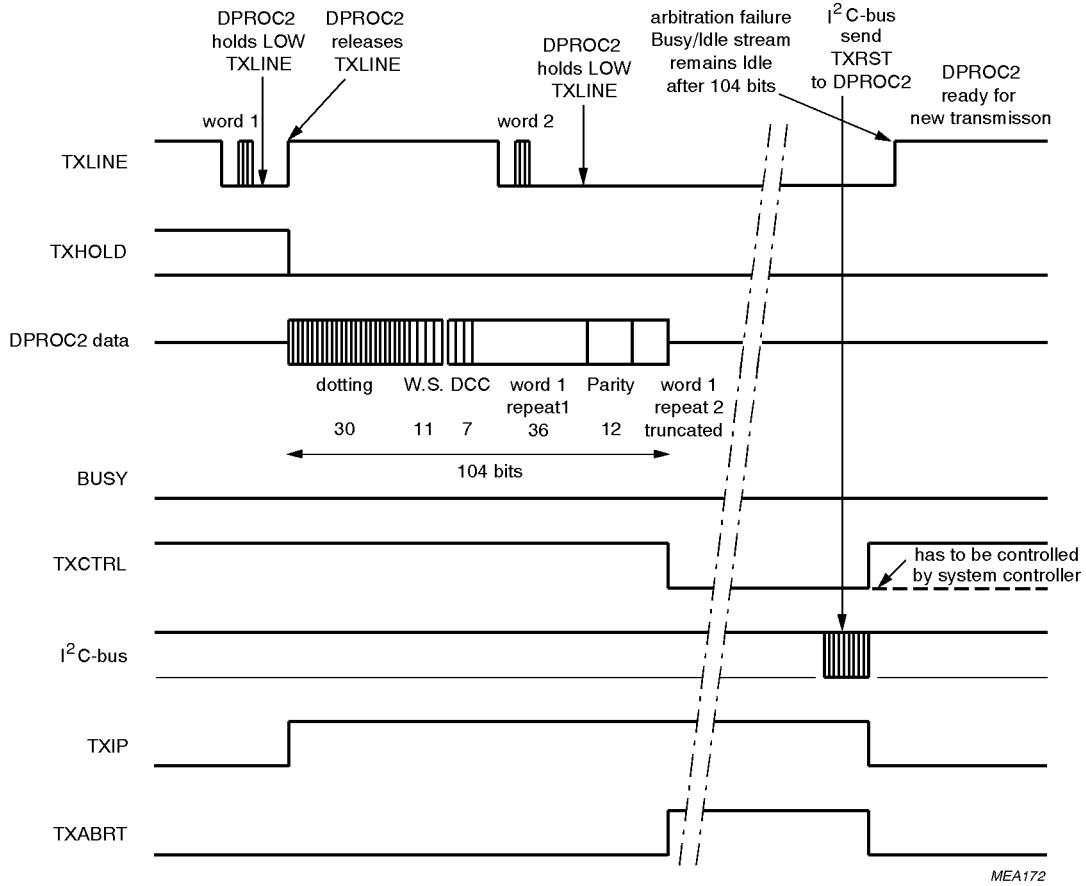 DPROC2
holds LOW
TXLINE
DPROC2
releases
TXLINE
DPROC2
holds LOW
TXLINE
arbitration failure
Busy/Idle stream
remains Idle
after 104 bits
I²C-bus
send
TXRST
to DPROC2
DPROC2
ready for
new transmisson
word 1
word 2
TXLINE
TXHOLD
DPROC2 data
dotting
W.S.
DCC
word 1
repeat1
Parity
word 1
repeat 2
truncated
30
11
7
36
12
104 bits
BUSY
TXCTRL
has to be controlled
by system controller
I²C-bus
TXIP
TXABRT
MEA172